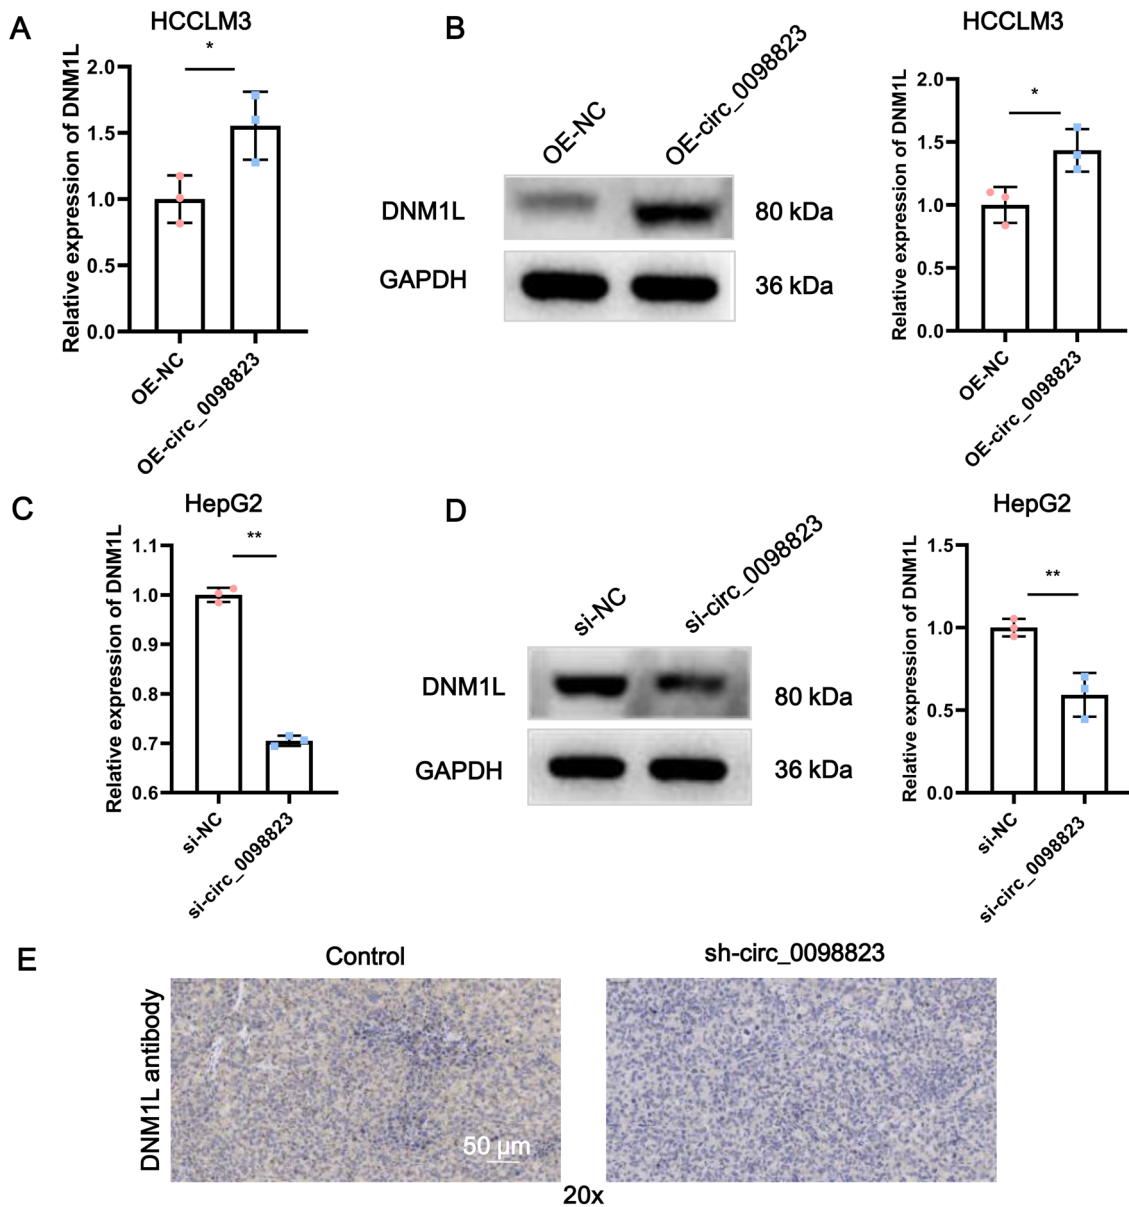 A
HCCLM3
*
Relative expression of DNM1L
2.0
1.5
1.0
0.5
0.0
OE-NC
OE-circ_0098823
B
OE-NC
OE-circ_0098823
DNM1L
80 kDa
GAPDH
36 kDa
HCCLM3
*
Relative expression of DNM1L
2.0
1.5
1.0
0.5
0.0
OE-NC
OE-circ_0098823
C
HepG2
**
Relative expression of DNM1L
1.1
1.0
0.9
0.8
0.7
0.6
si-NC
si-circ_0098823
D
si-NC
si-circ_0098823
DNM1L
80 kDa
GAPDH
36 kDa
HepG2
**
Relative expression of DNM1L
1.5
1.0
0.5
0.0
si-NC
si-circ_0098823
E
Control
sh-circ_0098823
DNM1L antibody
50 μm
20x